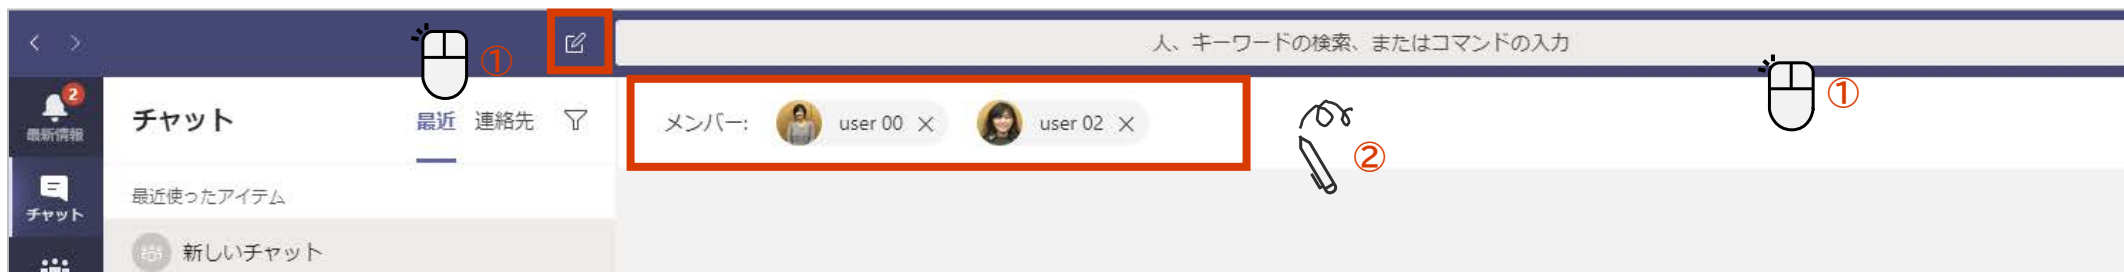 人、キーワードの検索、またはコマンドの入力
①
①
2
最新情報
チャット 最近 連絡先
メンバー: user 00 × user 02 ×
②
チャット
最近使ったアイテム
新しいチャット